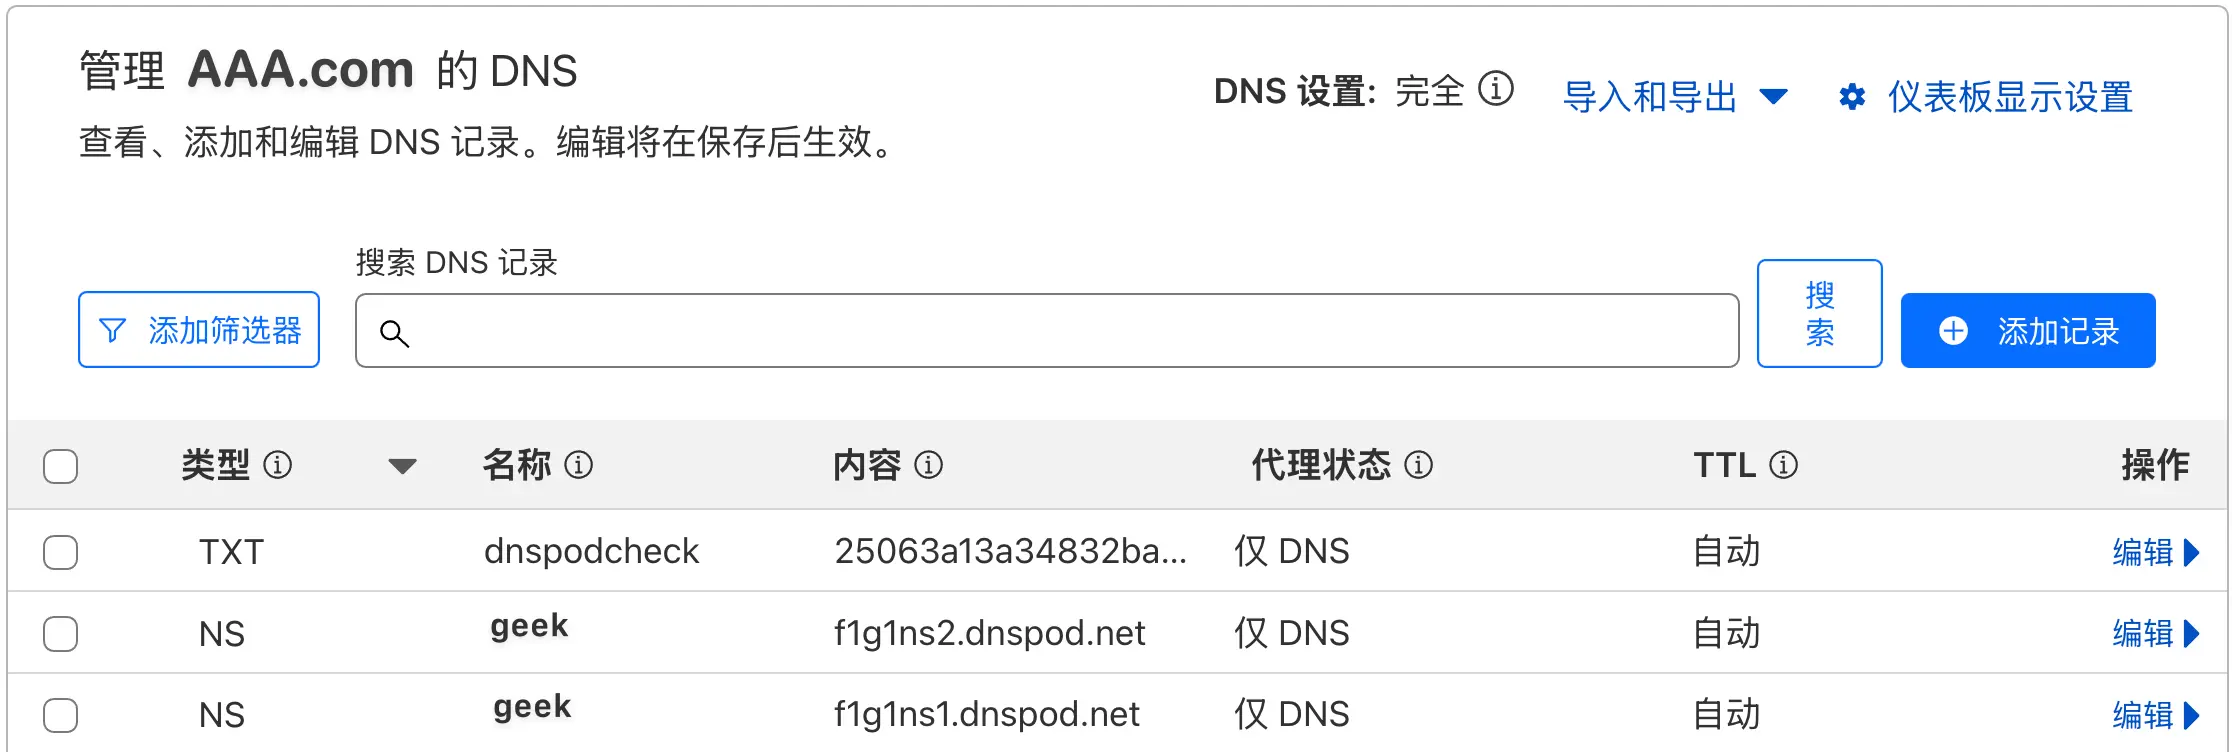 管理 AAA.com 的 DNS
查看、添加和编辑 DNS 记录。编辑将在保存后生效。
DNS 设置: 完全
导入和导出
仪表板显示设置
搜索 DNS 记录
添加筛选器
搜
索
添加记录
类型 名称 内容 代理状态 TTL 操作
TXT dnspodcheck 25063a13a34832ba... 仅 DNS 自动 编辑
NS geek f1g1ns2.dnspod.net 仅 DNS 自动 编辑
NS geek f1g1ns1.dnspod.net 仅 DNS 自动 编辑